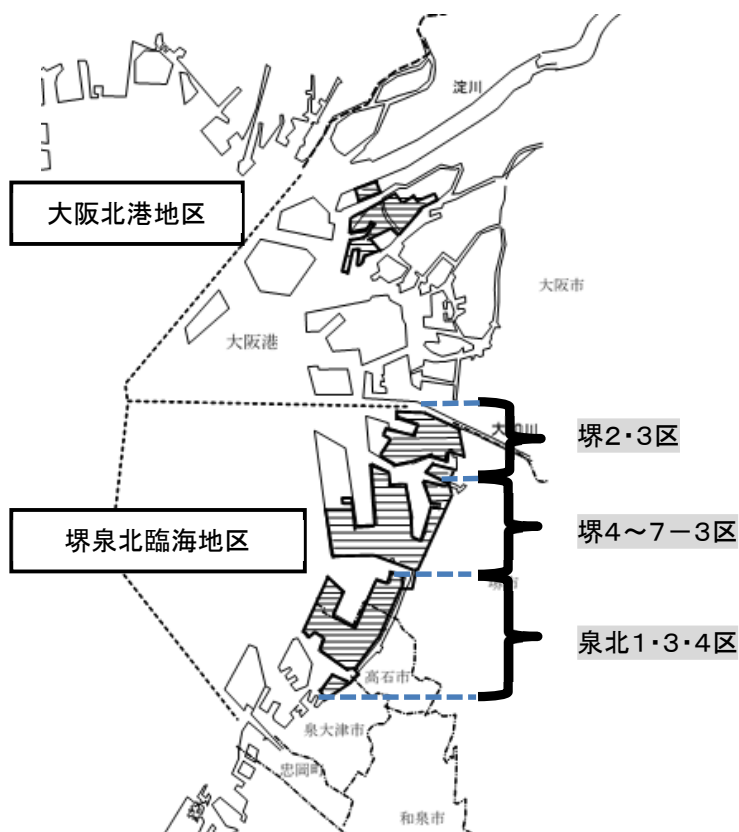 淀川
大阪北港地区
大阪市
大阪港
堺2・3区
堺泉北臨海地区
堺4~7-3区
泉北1・3・4区
高石市
泉大津市
忠岡町
和泉市